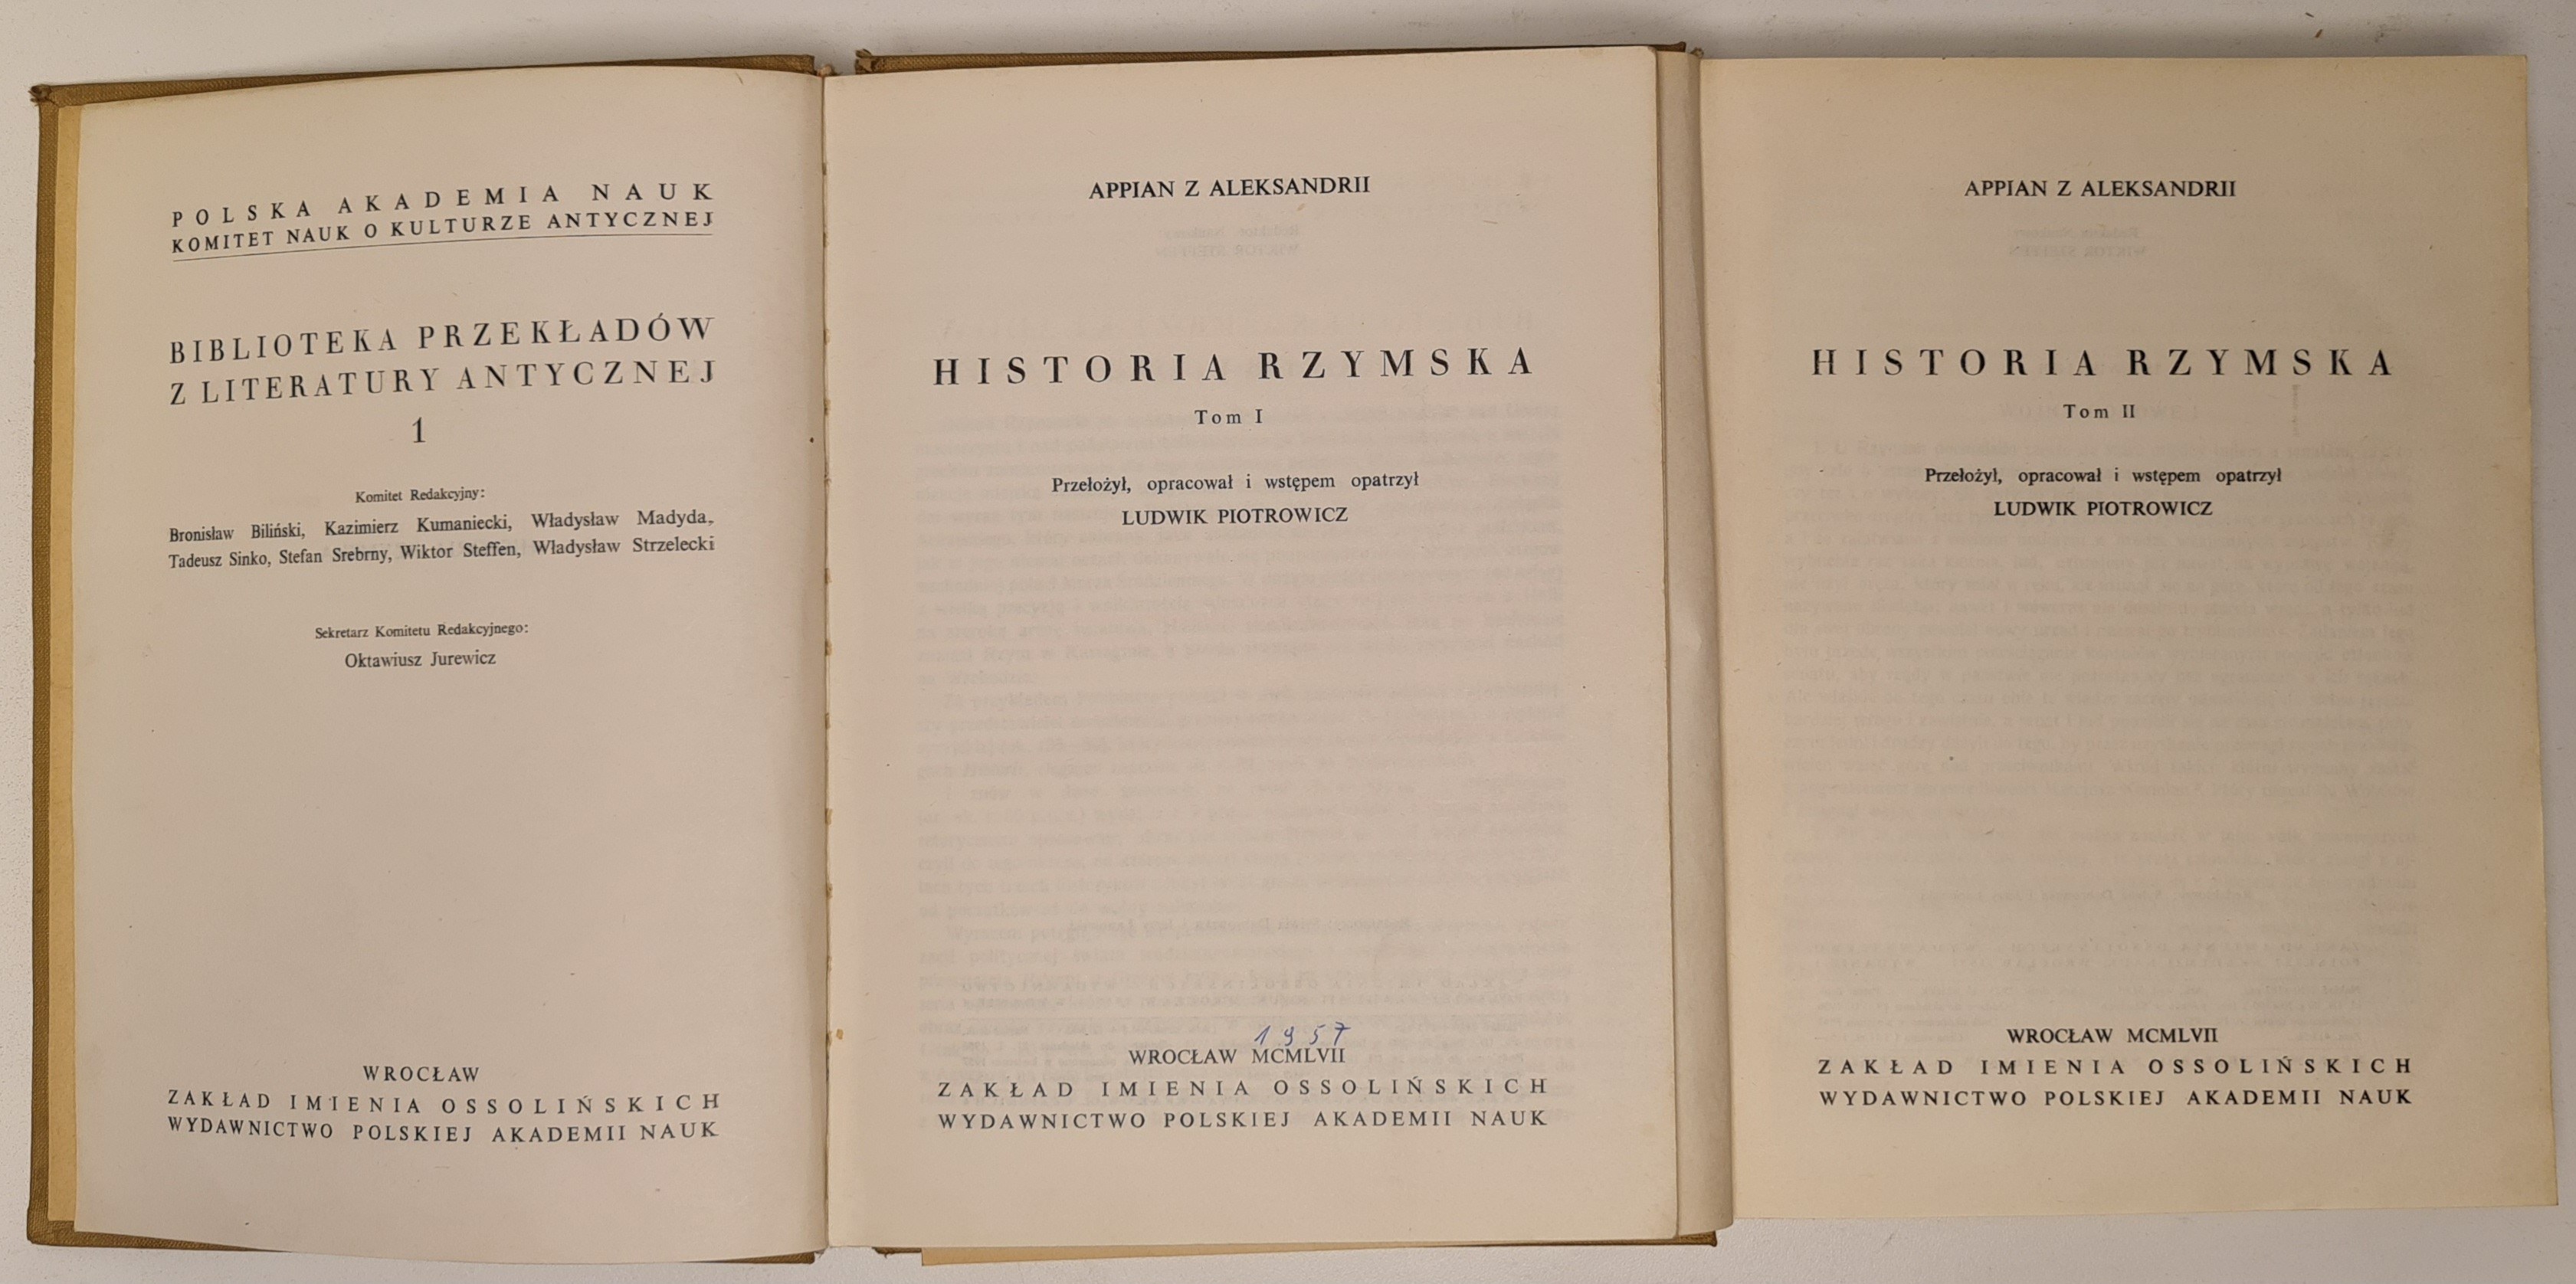 POLSKA AKADEMIA NAUK
KOMITET NAUK O KULTURZE ANTYCZNEJ
BIBLIOTEKA PRZEKŁADÓW
Z LITERATURY ANTYCZNEJ
1
Komitet Redakcyjny:
Bronisław Biliński, Kazimierz Kumaniecki, Władysław Madyda,
Tadeusz Sinko, Stefan Srebrny, Wiktor Steffen, Władysław Strzelecki
Sekretarz Komitetu Redakcyjnego:
Oktawiusz Jurewicz
WROCŁAW
ZAKŁAD IMIENIA OSSOLIŃSKICH
WYDAWNICTWO POLSKIEJ AKADEMII NAUK
APPIAN Z ALEKSANDRII
HISTORIA RZYMSKA
Tom I
Przełożył, opracował i wstępem opatrzył
LUDWIK PIOTROWICZ
1957
WROCŁAW MCMLVII
ZAKŁAD IMIENIA OSSOLIŃSKICH
WYDAWNICTWO POLSKIEJ AKADEMII NAUK
APPIAN Z ALEKSANDRII
HISTORIA RZYMSKA
Tom II
Przełożył, opracował i wstępem opatrzył
LUDWIK PIOTROWICZ
WROCŁAW MCMLVII
ZAKŁAD IMIENIA OSSOLIŃSKICH
WYDAWNICTWO POLSKIEJ AKADEMII NAUK